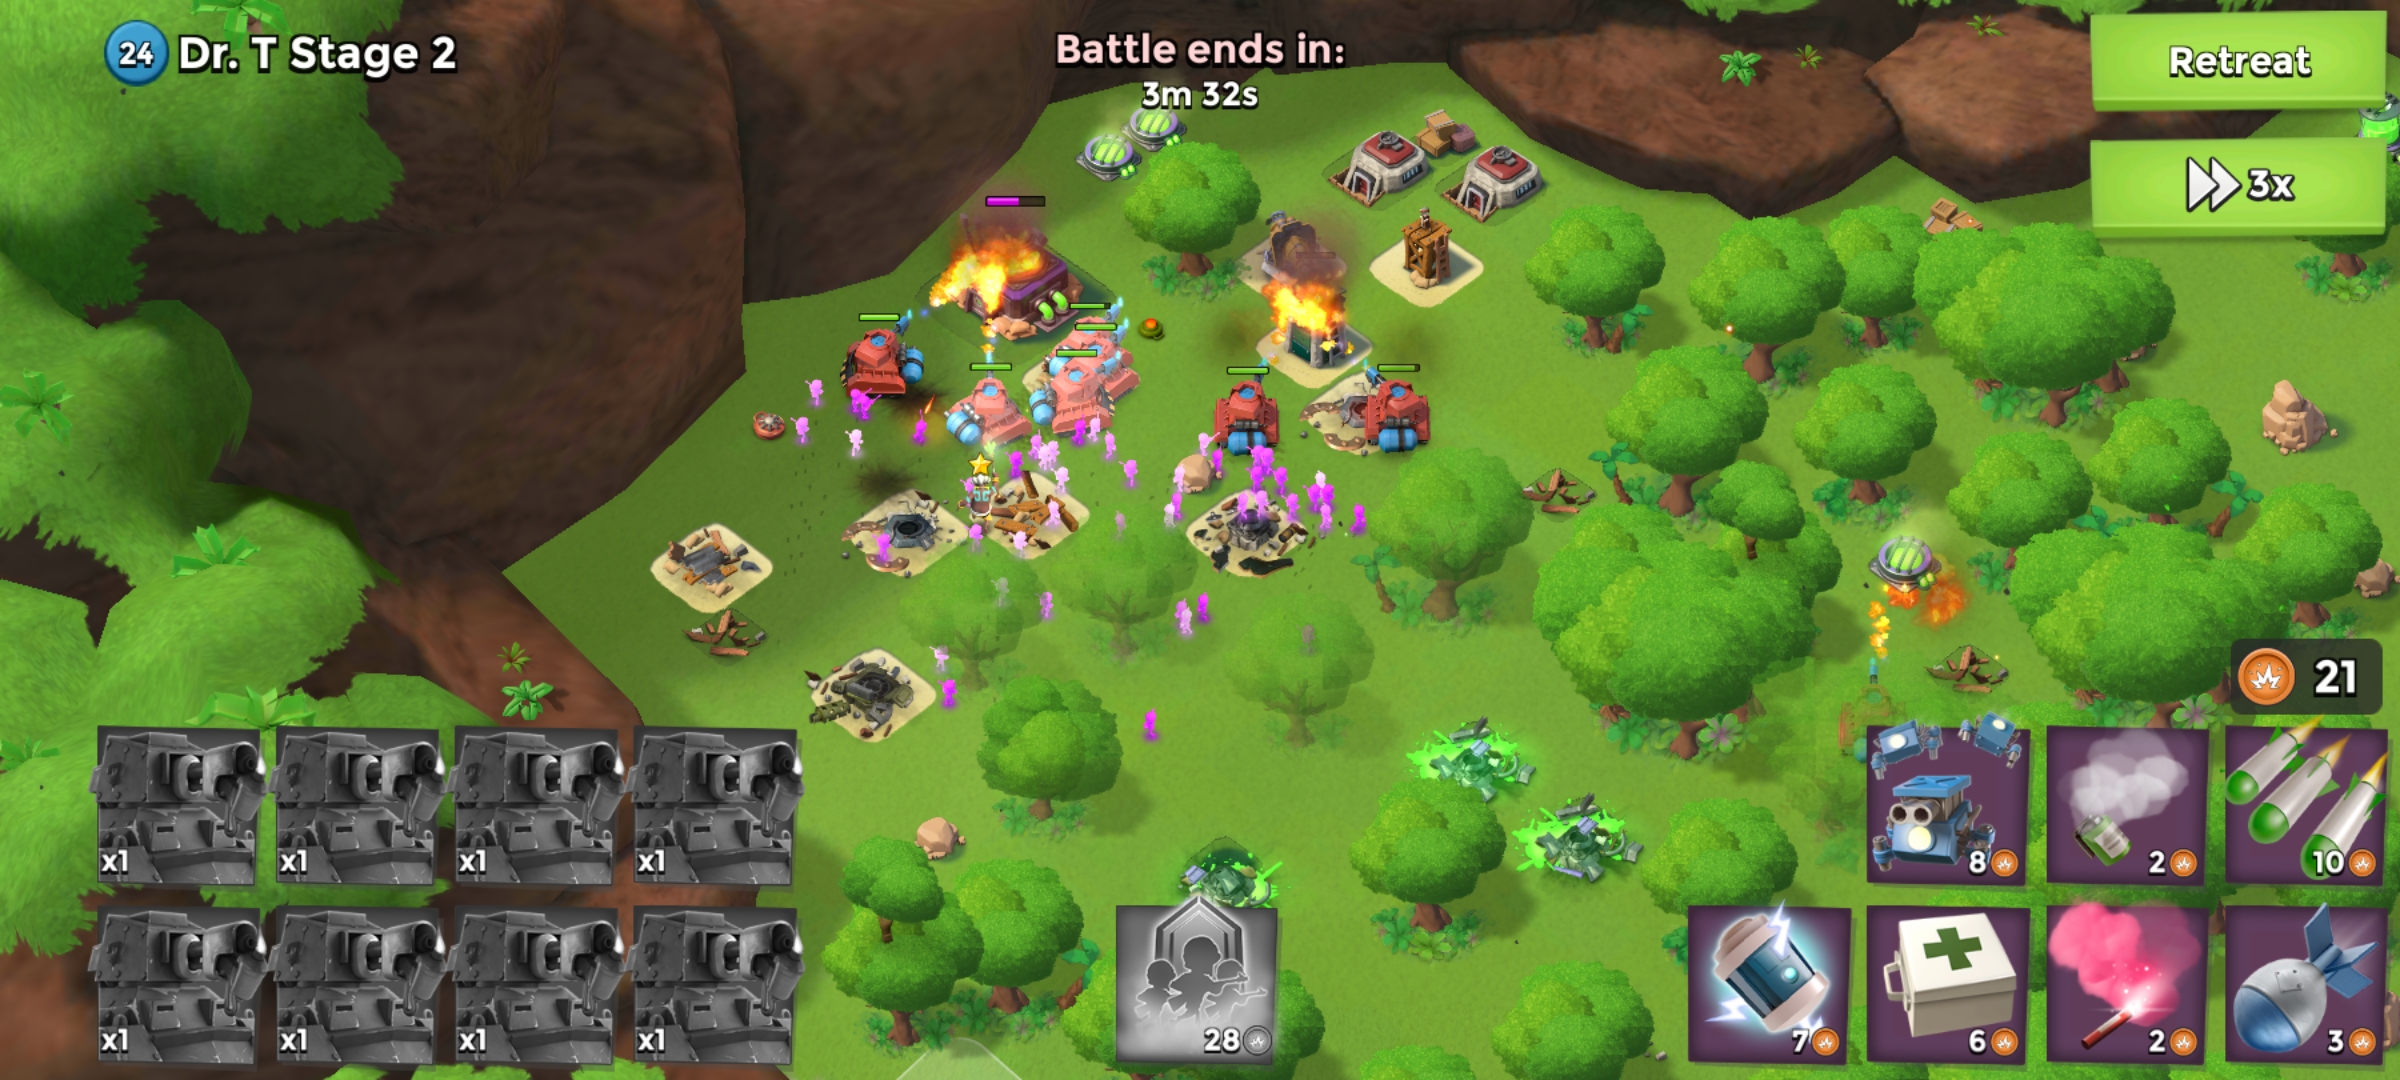 24 Dr. T Stage 2
Battle ends in:
3m 32s
Retreat
3x
21
x1 x1 x1 x1
8 2 10
x1 x1 x1 x1
28
7 6 2 3